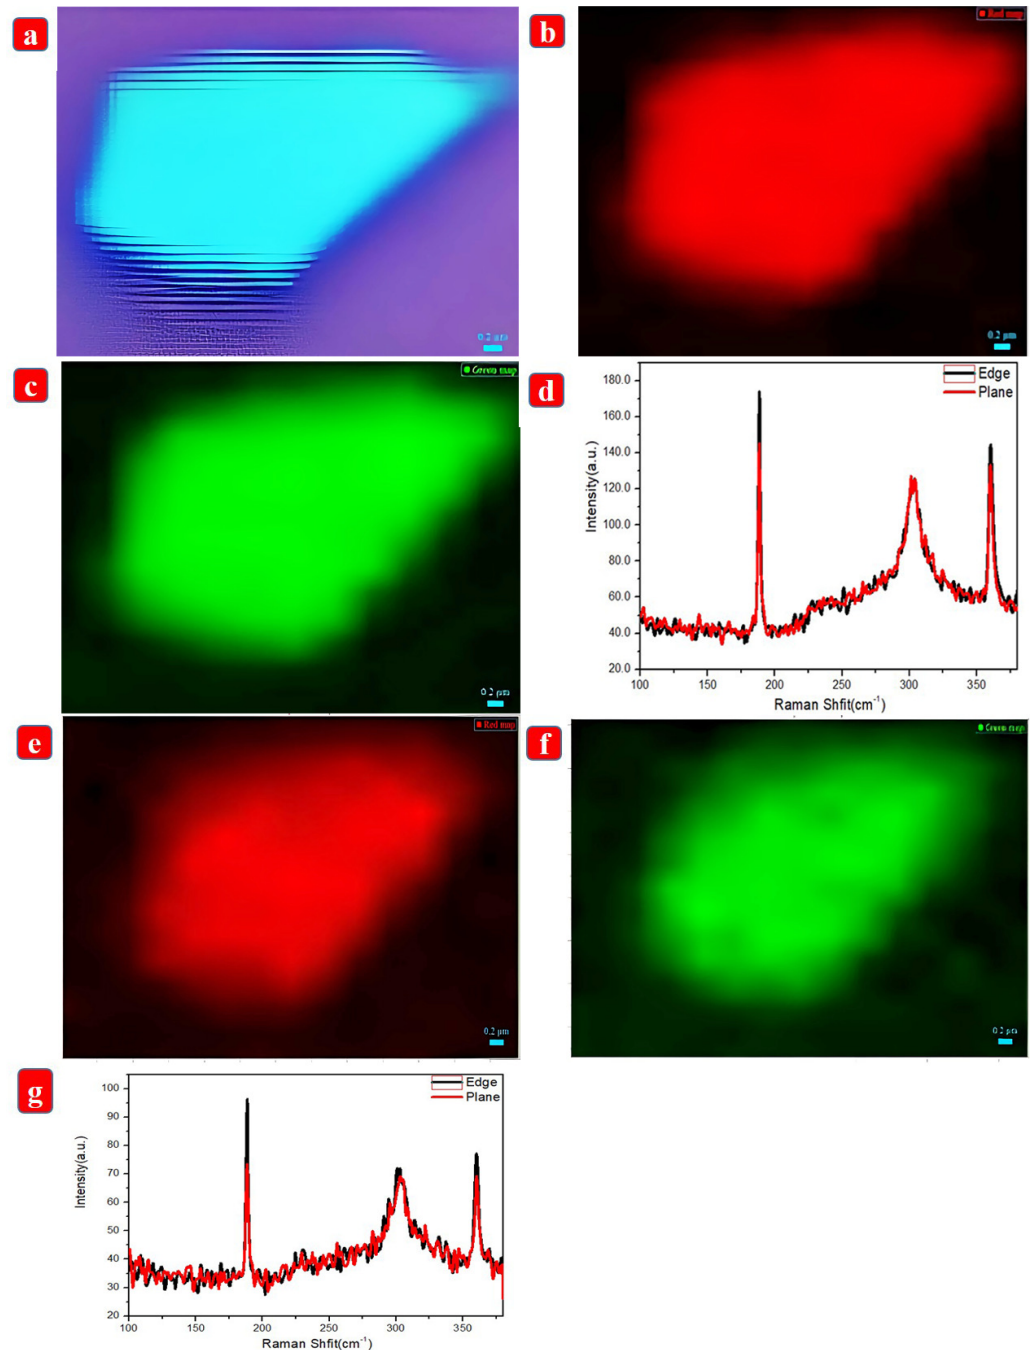 a
0.2 μm
b
Red map
0.2 μm
c
Green map
0.2 μm
d
Edge
Plane
180.0
160.0
140.0
120.0
100.0
80.0
60.0
40.0
20.0
Intensity(a.u.)
100 150 200 250 300 350
Raman Shfit(cm⁻¹)
e
Red map
0.2 μm
f
Green map
0.2 μm
g
Edge
Plane
100
90
80
70
60
50
40
30
20
Intensity(a.u.)
100 150 200 250 300 350
Raman Shfit(cm⁻¹)